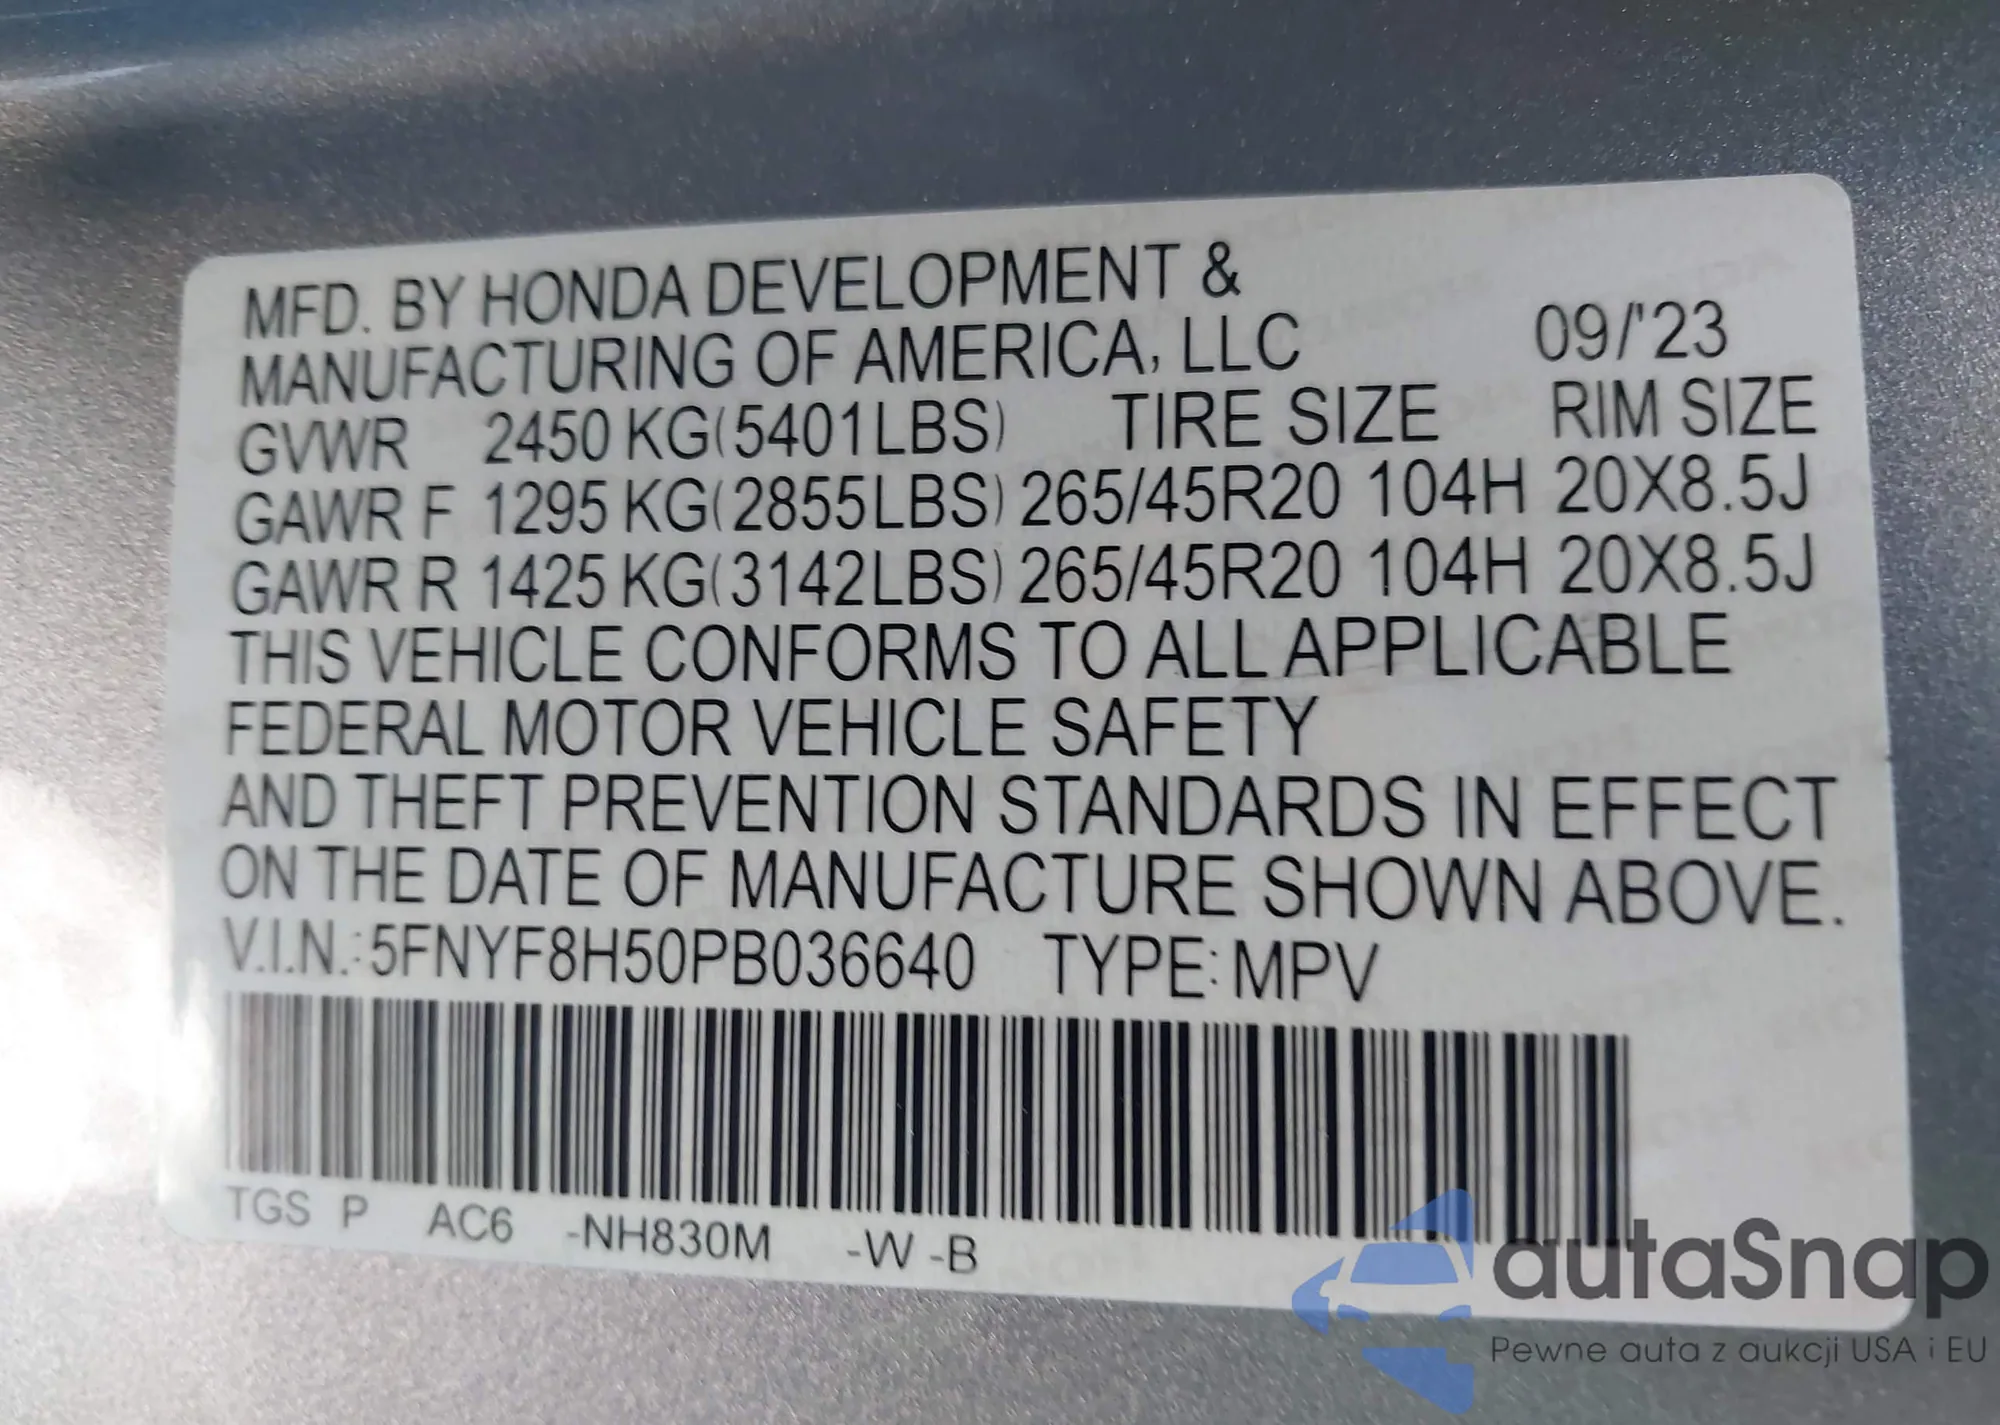 MFD. BY HONDA DEVELOPMENT &
MANUFACTURING OF AMERICA, LLC 09/'23
GVWR 2450 KG(5401LBS) TIRE SIZE RIM SIZE
GAWR F 1295 KG(2855LBS) 265/45R20 104H 20X8.5J
GAWR R 1425 KG(3142LBS) 265/45R20 104H 20X8.5J
THIS VEHICLE CONFORMS TO ALL APPLICABLE
FEDERAL MOTOR VEHICLE SAFETY
AND THEFT PREVENTION STANDARDS IN EFFECT
ON THE DATE OF MANUFACTURE SHOWN ABOVE.
V.I.N.:5FNYF8H50PB036640 TYPE:MPV
TGS P AC6 -NH830M -W -B
autaSnap
Pewne auta z aukcji USA i EU